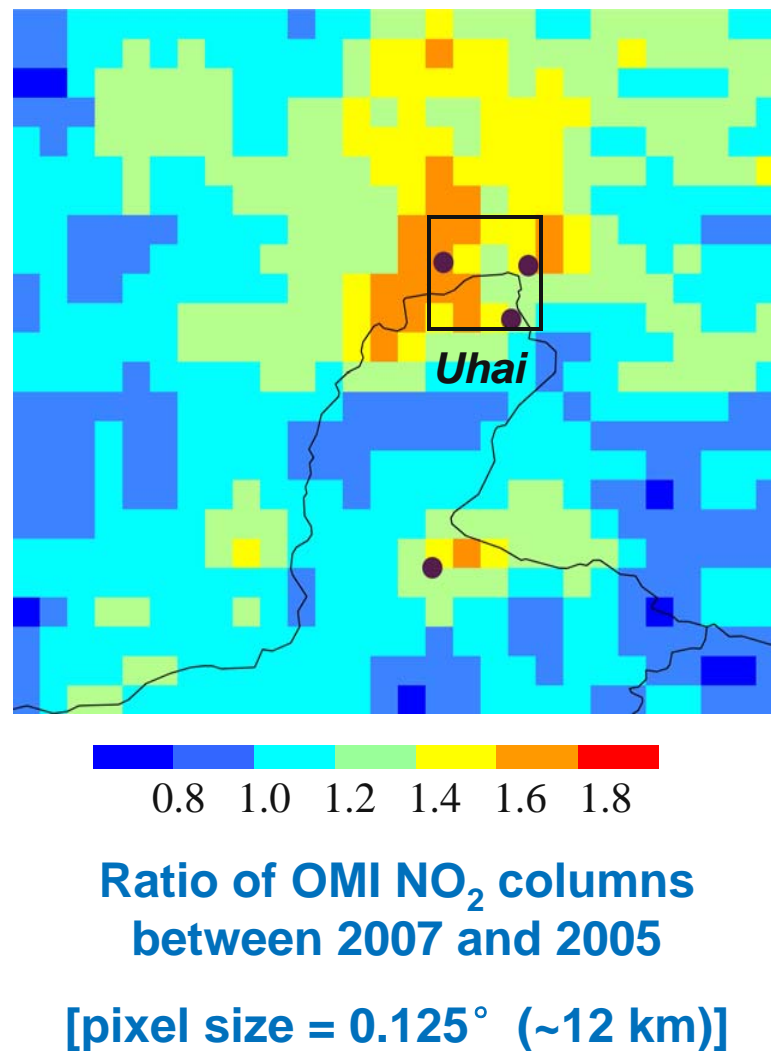 Uhai
0.8 1.0 1.2 1.4 1.6 1.8
Ratio of OMI NO₂ columns
between 2007 and 2005
[pixel size = 0.125° (~12 km)]